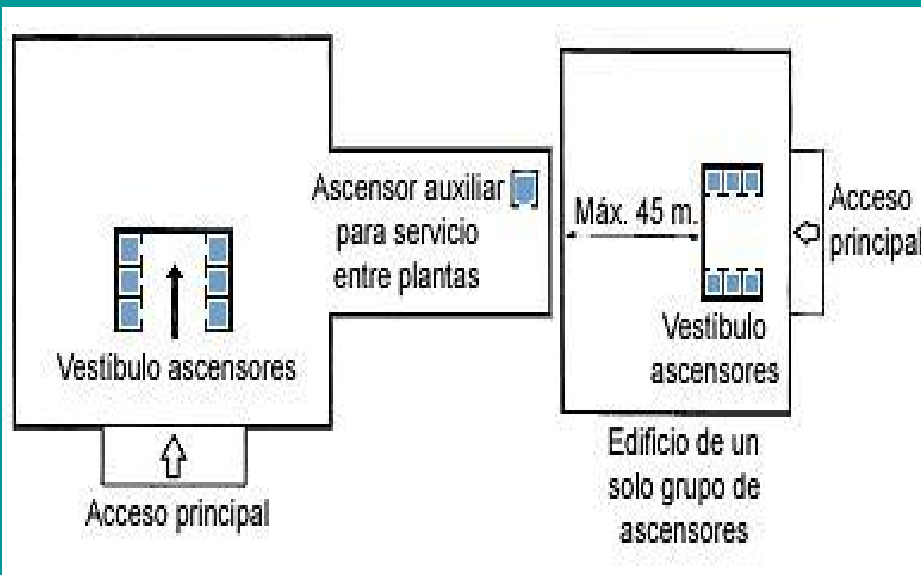 Ascensor auxiliar
para servicio
entre plantas
Vestíbulo ascensores
Acceso principal
Máx. 45 m.
Acceso
principal
Vestíbulo
ascensores
Edificio de un
solo grupo de
ascensores